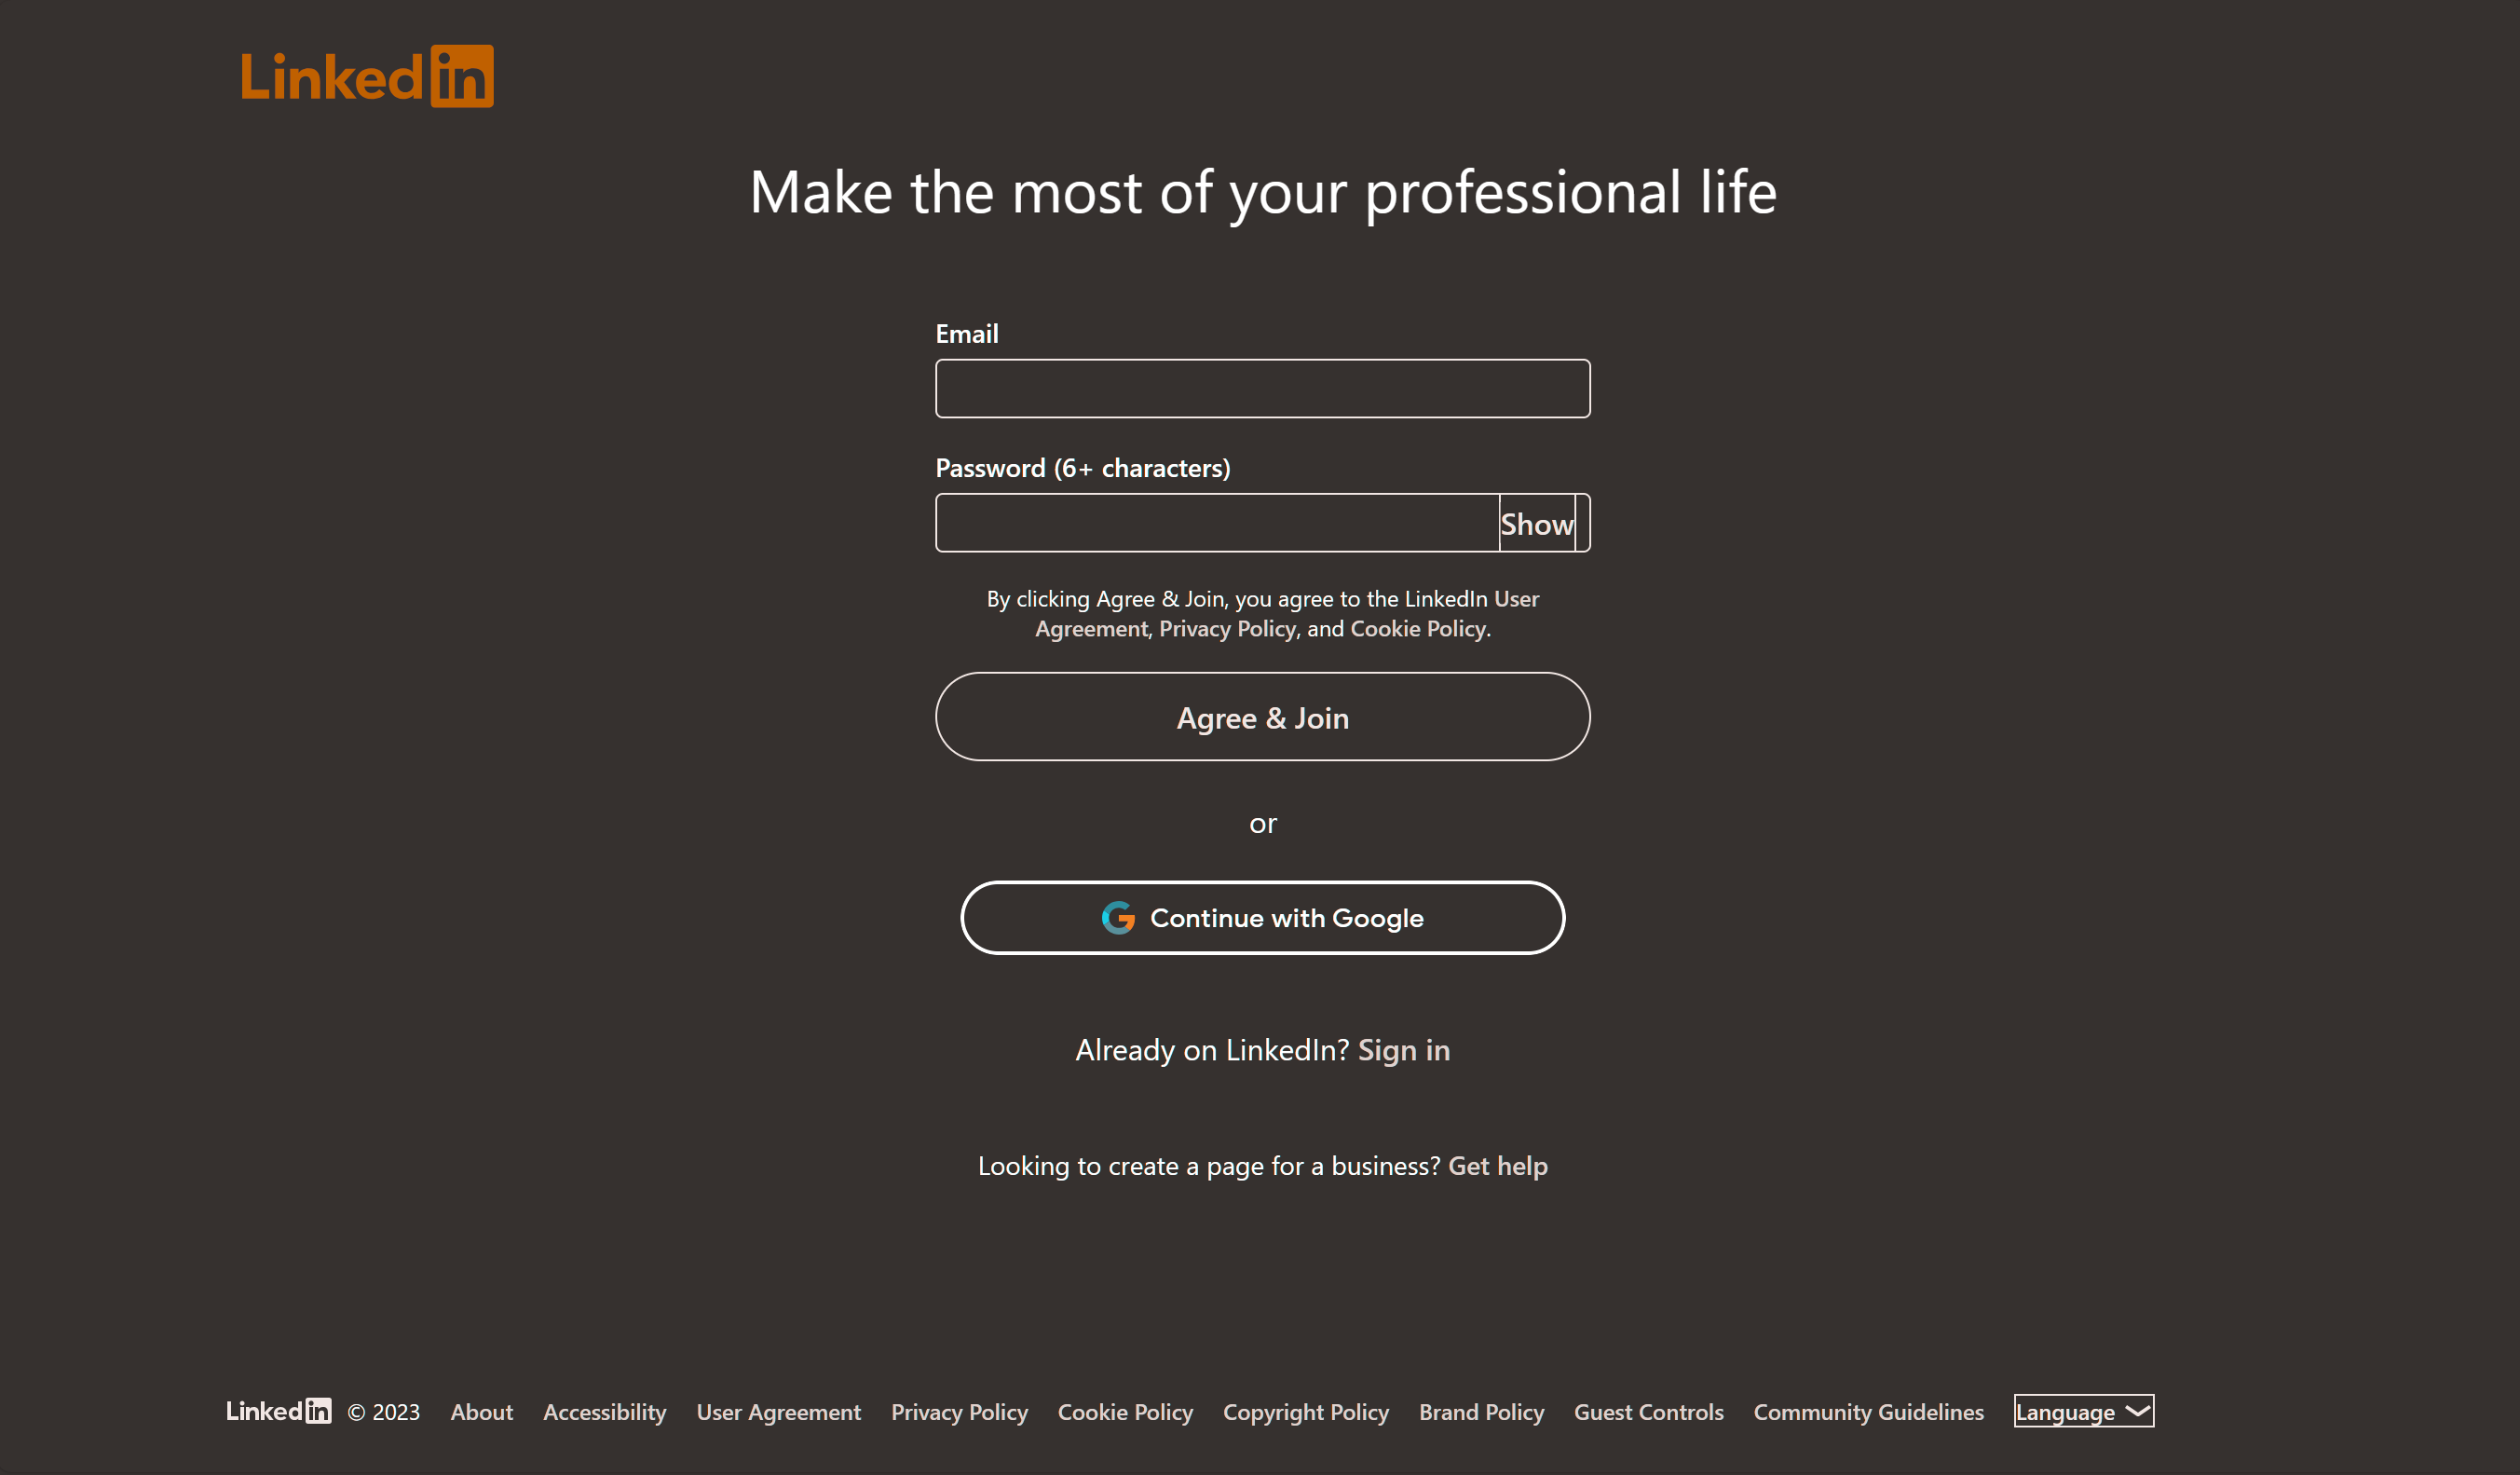 LinkedIn
Make the most of your professional life
Email
Password (6+ characters)
Show
By clicking Agree & Join, you agree to the LinkedIn User
Agreement, Privacy Policy, and Cookie Policy.
Agree & Join
or
Continue with Google
Already on LinkedIn? Sign in
Looking to create a page for a business? Get help
LinkedIn © 2023 About Accessibility User Agreement Privacy Policy Cookie Policy Copyright Policy Brand Policy Guest Controls Community Guidelines Language